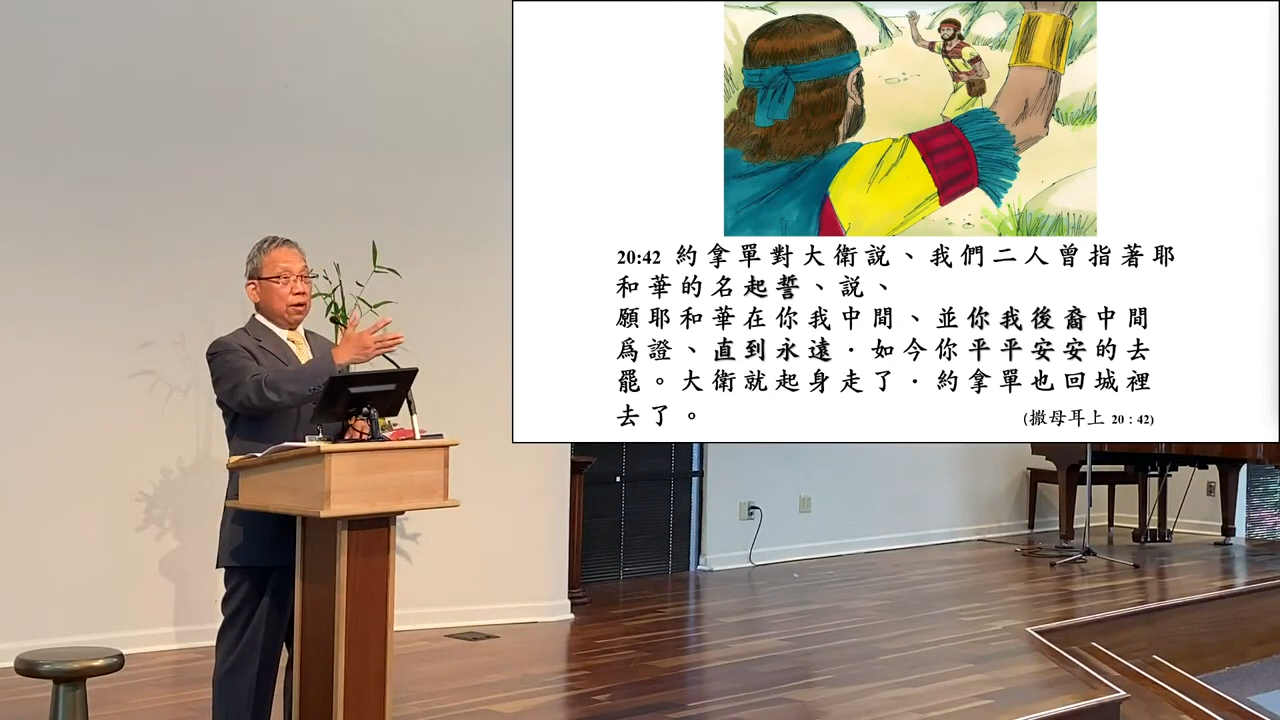 20:42 約拿單對大衛説、我們二人曾指著耶
和華的名起誓、説、
願耶和華在你我中間、並你我後裔中間
爲證、直到永遠．如今你平平安安的去
罷。大衛就起身走了．約拿單也回城裡
去了。
(撒母耳上 20：42)